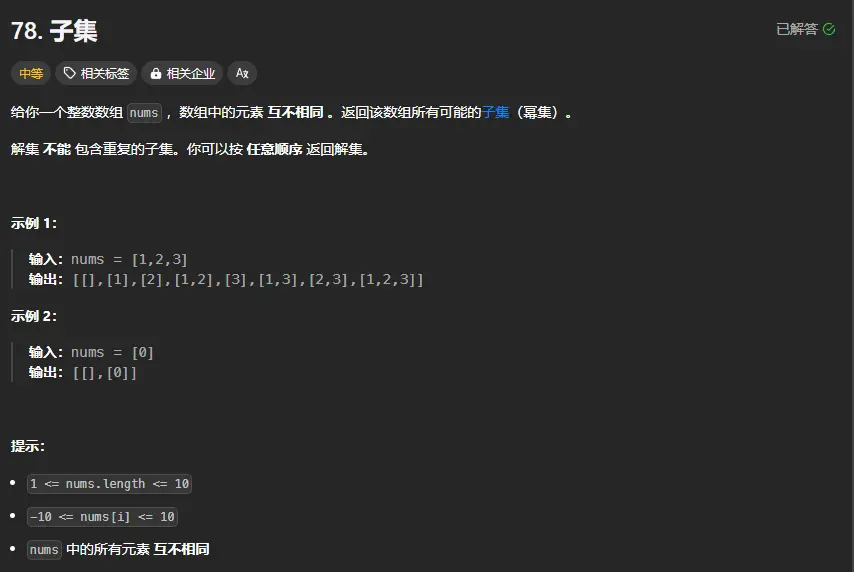 78. 子集
已解答
中等 相关标签 相关企业 Ax
给你一个整数数组 nums ，数组中的元素 互不相同 。返回该数组所有可能的子集（幂集）。
解集 不能 包含重复的子集。你可以按 任意顺序 返回解集。
示例 1：
输入：nums = [1,2,3]
输出：[[],[1],[2],[1,2],[3],[1,3],[2,3],[1,2,3]]
示例 2：
输入：nums = [0]
输出：[[],[0]]
提示：
1 <= nums.length <= 10
-10 <= nums[i] <= 10
nums 中的所有元素 互不相同